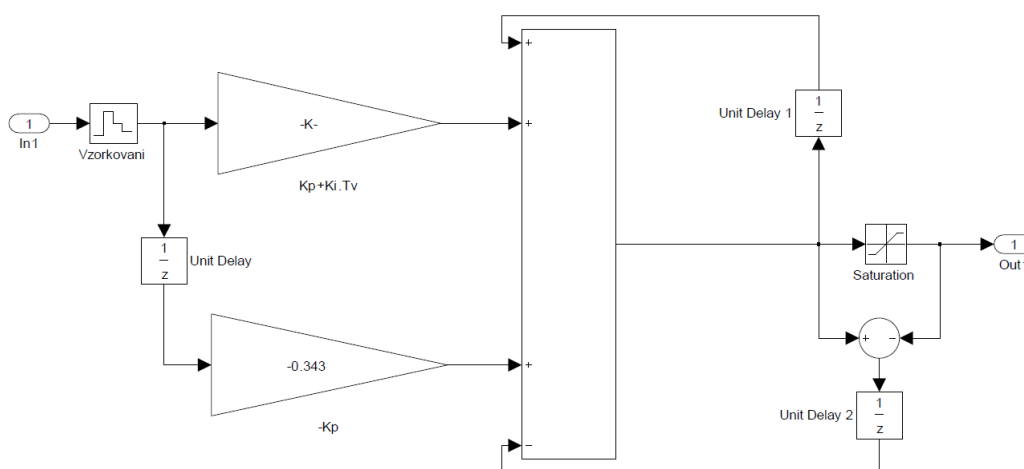 1
In1
Vzorkovani
-K-
Kp+Ki.Tv
1
z
Unit Delay
-0.343
-Kp
+
+
+
−
Unit Delay 1
1
z
Saturation
1
Out
+
−
Unit Delay 2
1
z